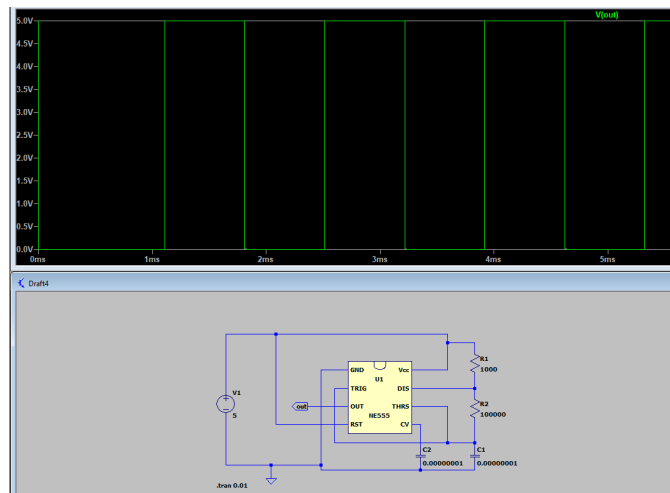 V(out)
5.0V
4.5V
4.0V
3.5V
3.0V
2.5V
2.0V
1.5V
1.0V
0.5V
0.0V
0ms 1ms 2ms 3ms 4ms 5ms
Draft4
R1
1000
GND Vcc
U1
TRIG DIS
V1
R2
out OUT THRS
100000
5
NE555
RST CV
C2 C1
0.00000001 0.00000001
.tran 0.01